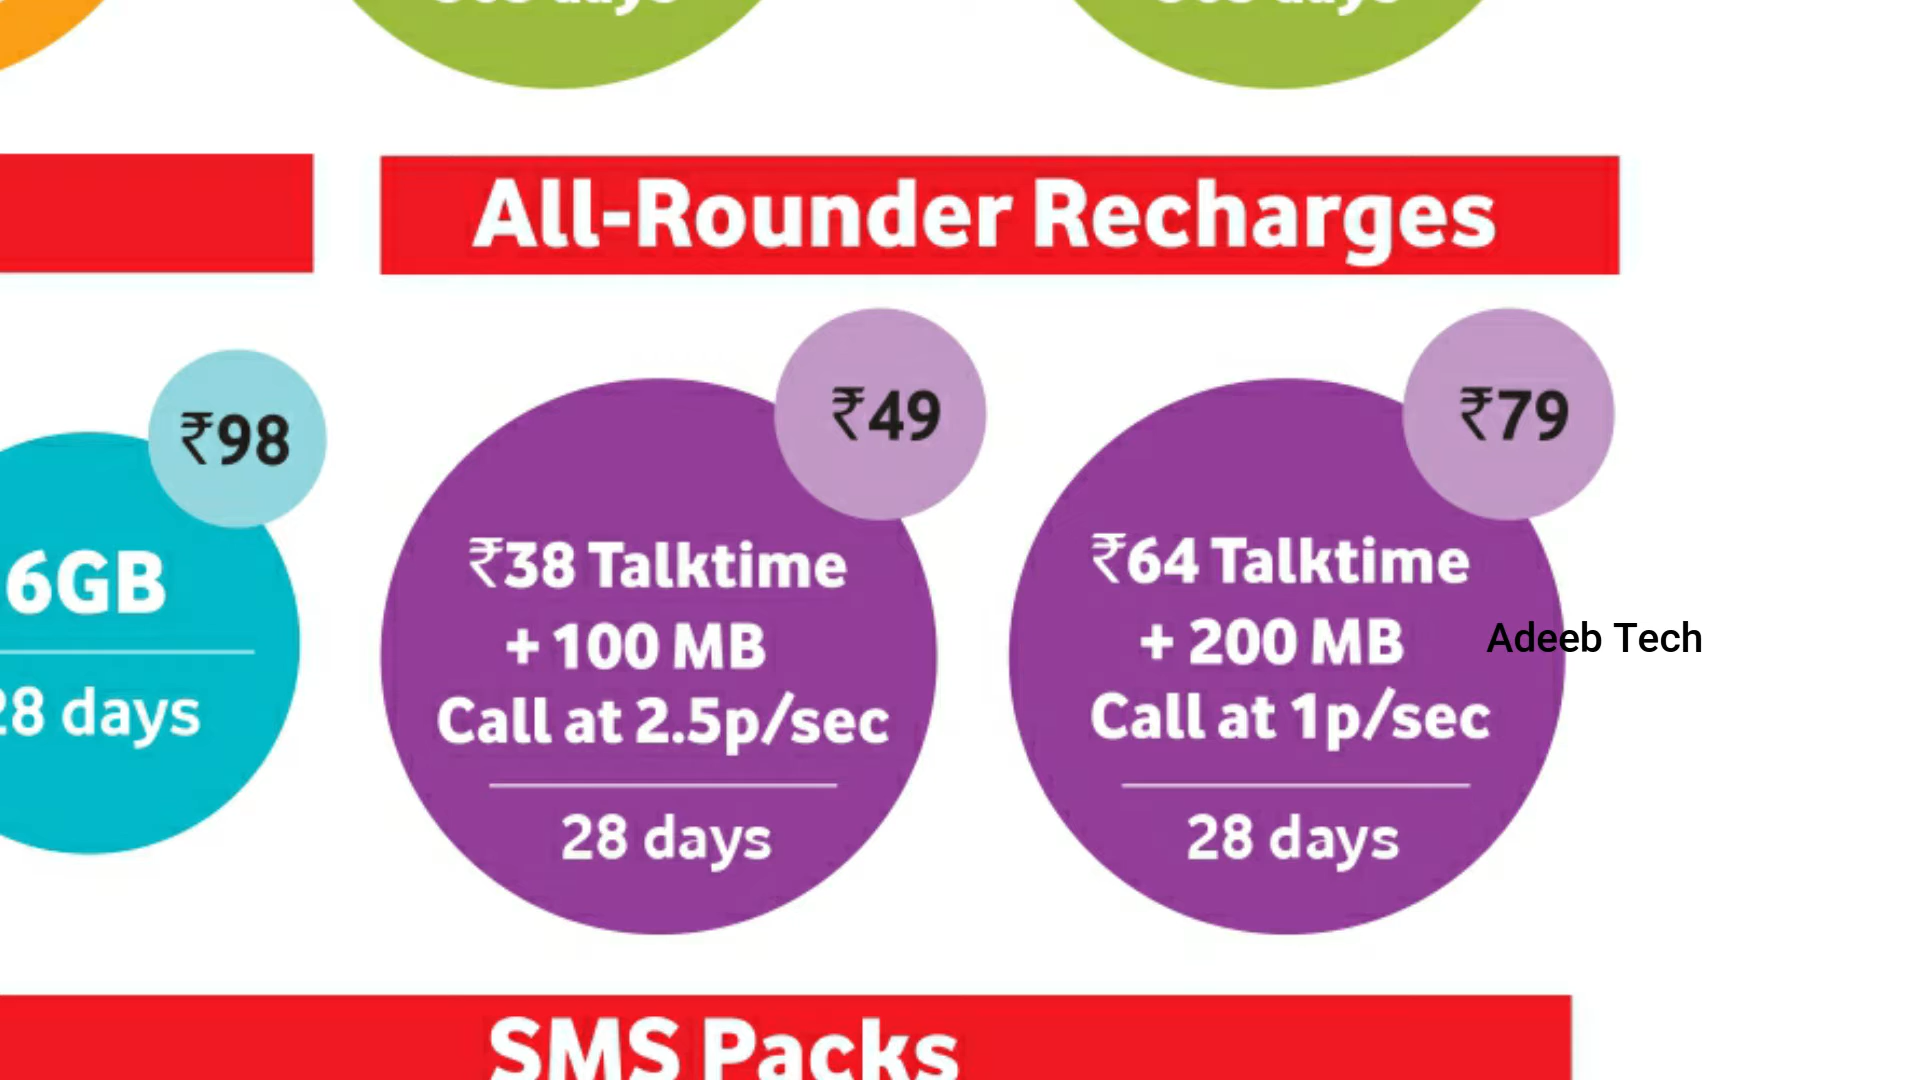 All-Rounder Recharges
₹98
6GB
28 days
₹49
₹38 Talktime
+ 100 MB
Call at 2.5p/sec
28 days
₹79
₹64 Talktime
+ 200 MB
Call at 1p/sec
28 days
Adeeb Tech
SMS Packs